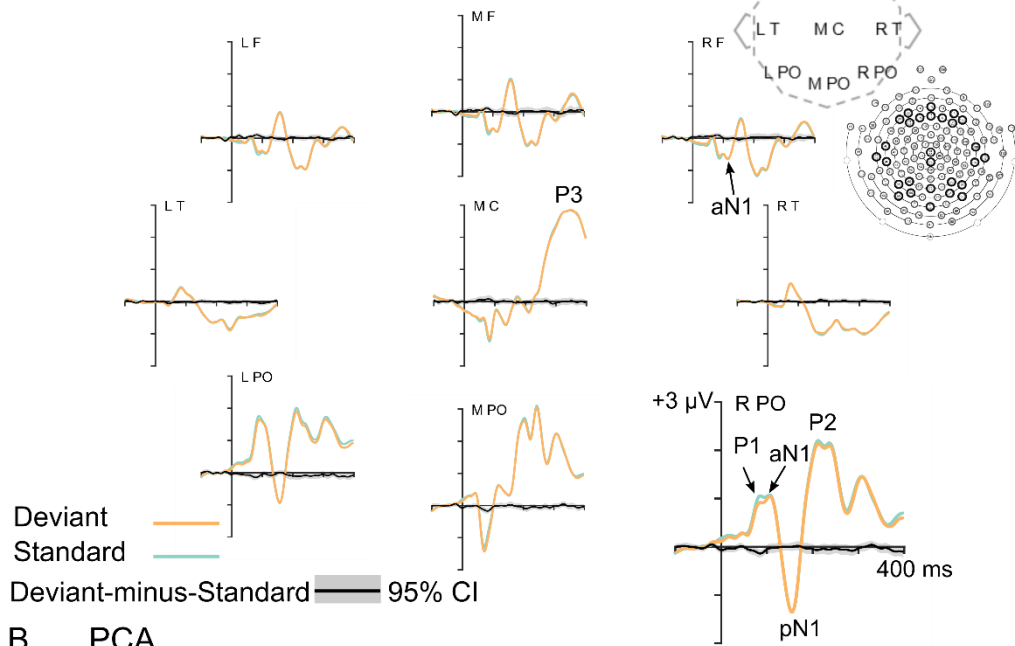 M F
L F
R F
L T M C R T
L PO M PO R PO
aN1
L T
M C
P3
R T
L PO
M PO
+3 µV R PO
P2
P1 aN1
400 ms
pN1
Deviant
Standard
Deviant-minus-Standard 95% CI
B PCA